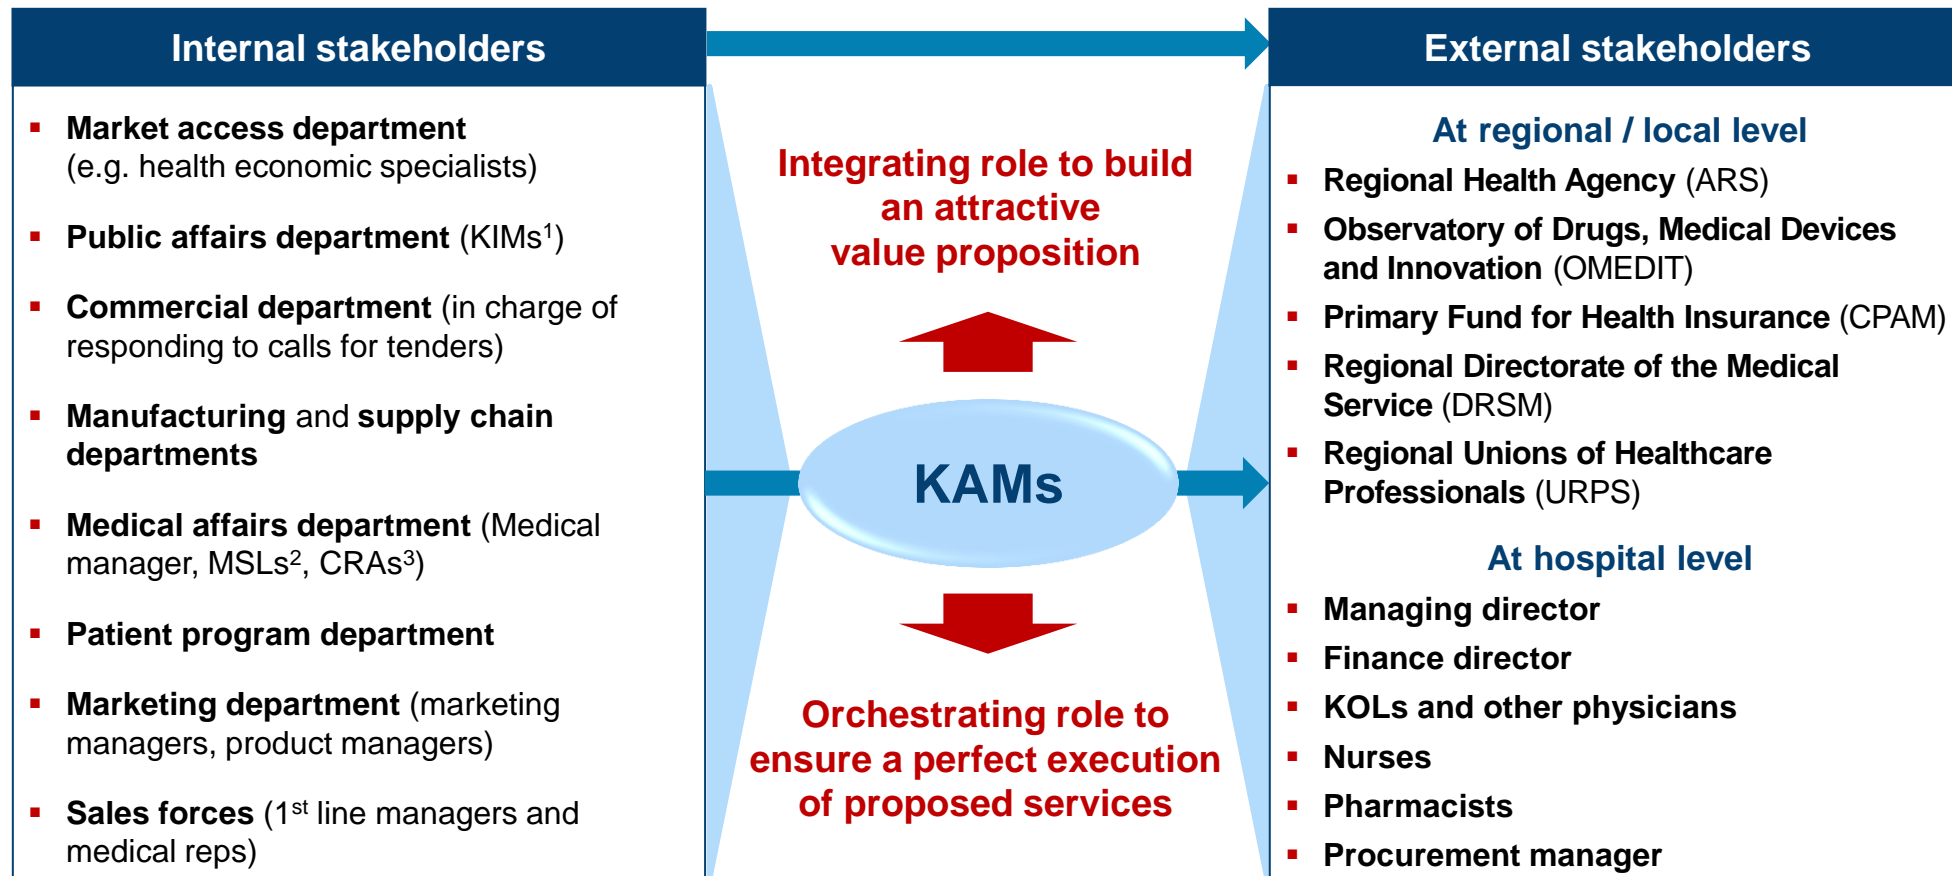 Internal stakeholders
▪ Market access department
(e.g. health economic specialists)
▪ Public affairs department (KIMs¹)
▪ Commercial department (in charge of
responding to calls for tenders)
▪ Manufacturing and supply chain
departments
▪ Medical affairs department (Medical
manager, MSLs², CRAs³)
▪ Patient program department
▪ Marketing department (marketing
managers, product managers)
▪ Sales forces (1st line managers and
medical reps)
Integrating role to build
an attractive
value proposition
KAMs
Orchestrating role to
ensure a perfect execution
of proposed services
External stakeholders
At regional / local level
▪ Regional Health Agency (ARS)
▪ Observatory of Drugs, Medical Devices
and Innovation (OMEDIT)
▪ Primary Fund for Health Insurance (CPAM)
▪ Regional Directorate of the Medical
Service (DRSM)
▪ Regional Unions of Healthcare
Professionals (URPS)
At hospital level
▪ Managing director
▪ Finance director
▪ KOLs and other physicians
▪ Nurses
▪ Pharmacists
▪ Procurement manager